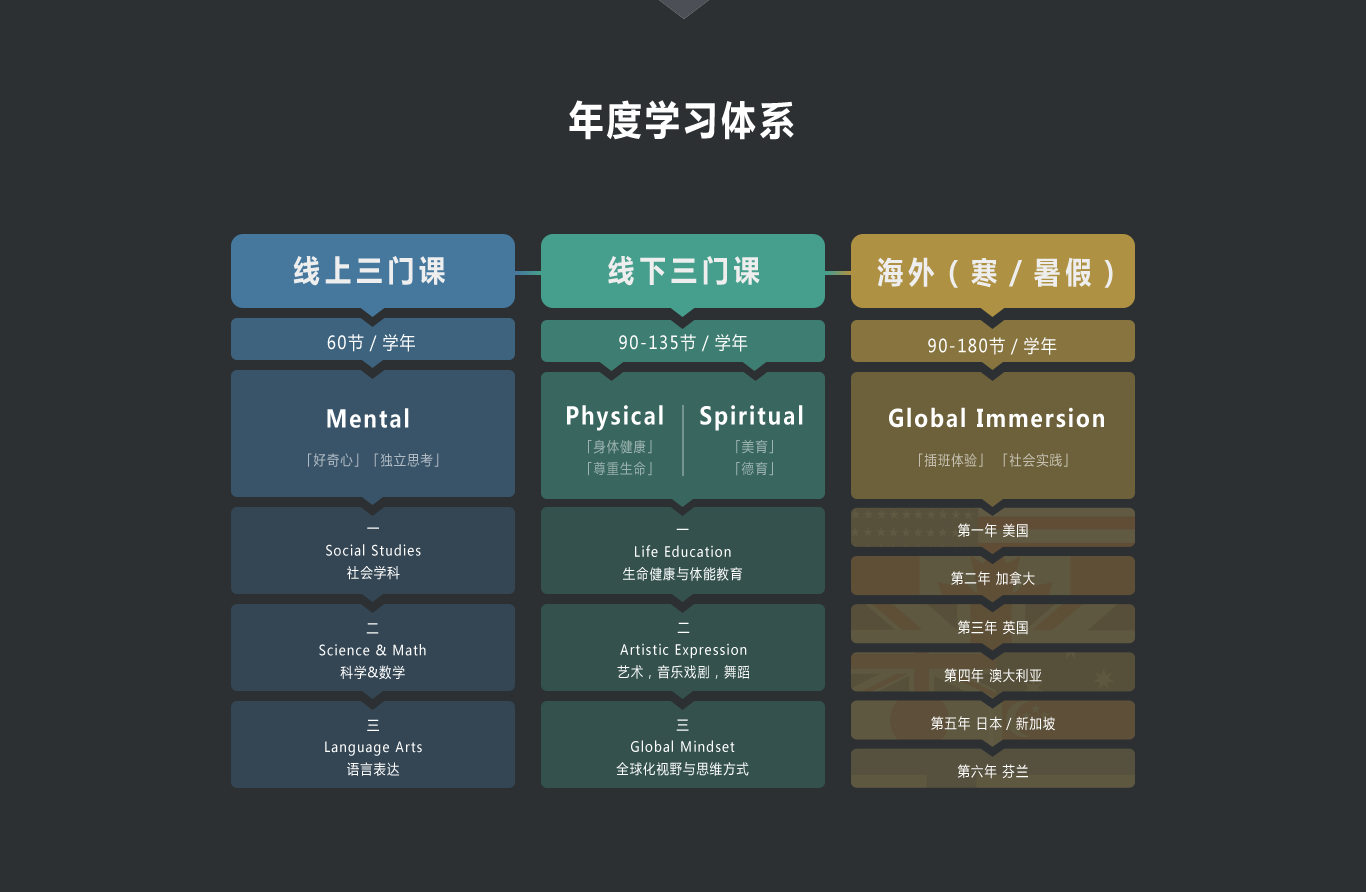 年度学习体系
线上三门课
60节 / 学年
Mental
「好奇心」「独立思考」
一
Social Studies
社会学科
二
Science & Math
科学&数学
三
Language Arts
语言表达
线下三门课
90-135节 / 学年
Physical
「身体健康」
「尊重生命」
Spiritual
「美育」
「德育」
一
Life Education
生命健康与体能教育
二
Artistic Expression
艺术，音乐戏剧，舞蹈
三
Global Mindset
全球化视野与思维方式
海外（寒 / 暑假）
90-180节 / 学年
Global Immersion
「插班体验」 「社会实践」
第一年 美国
第二年 加拿大
第三年 英国
第四年 澳大利亚
第五年 日本 / 新加坡
第六年 芬兰